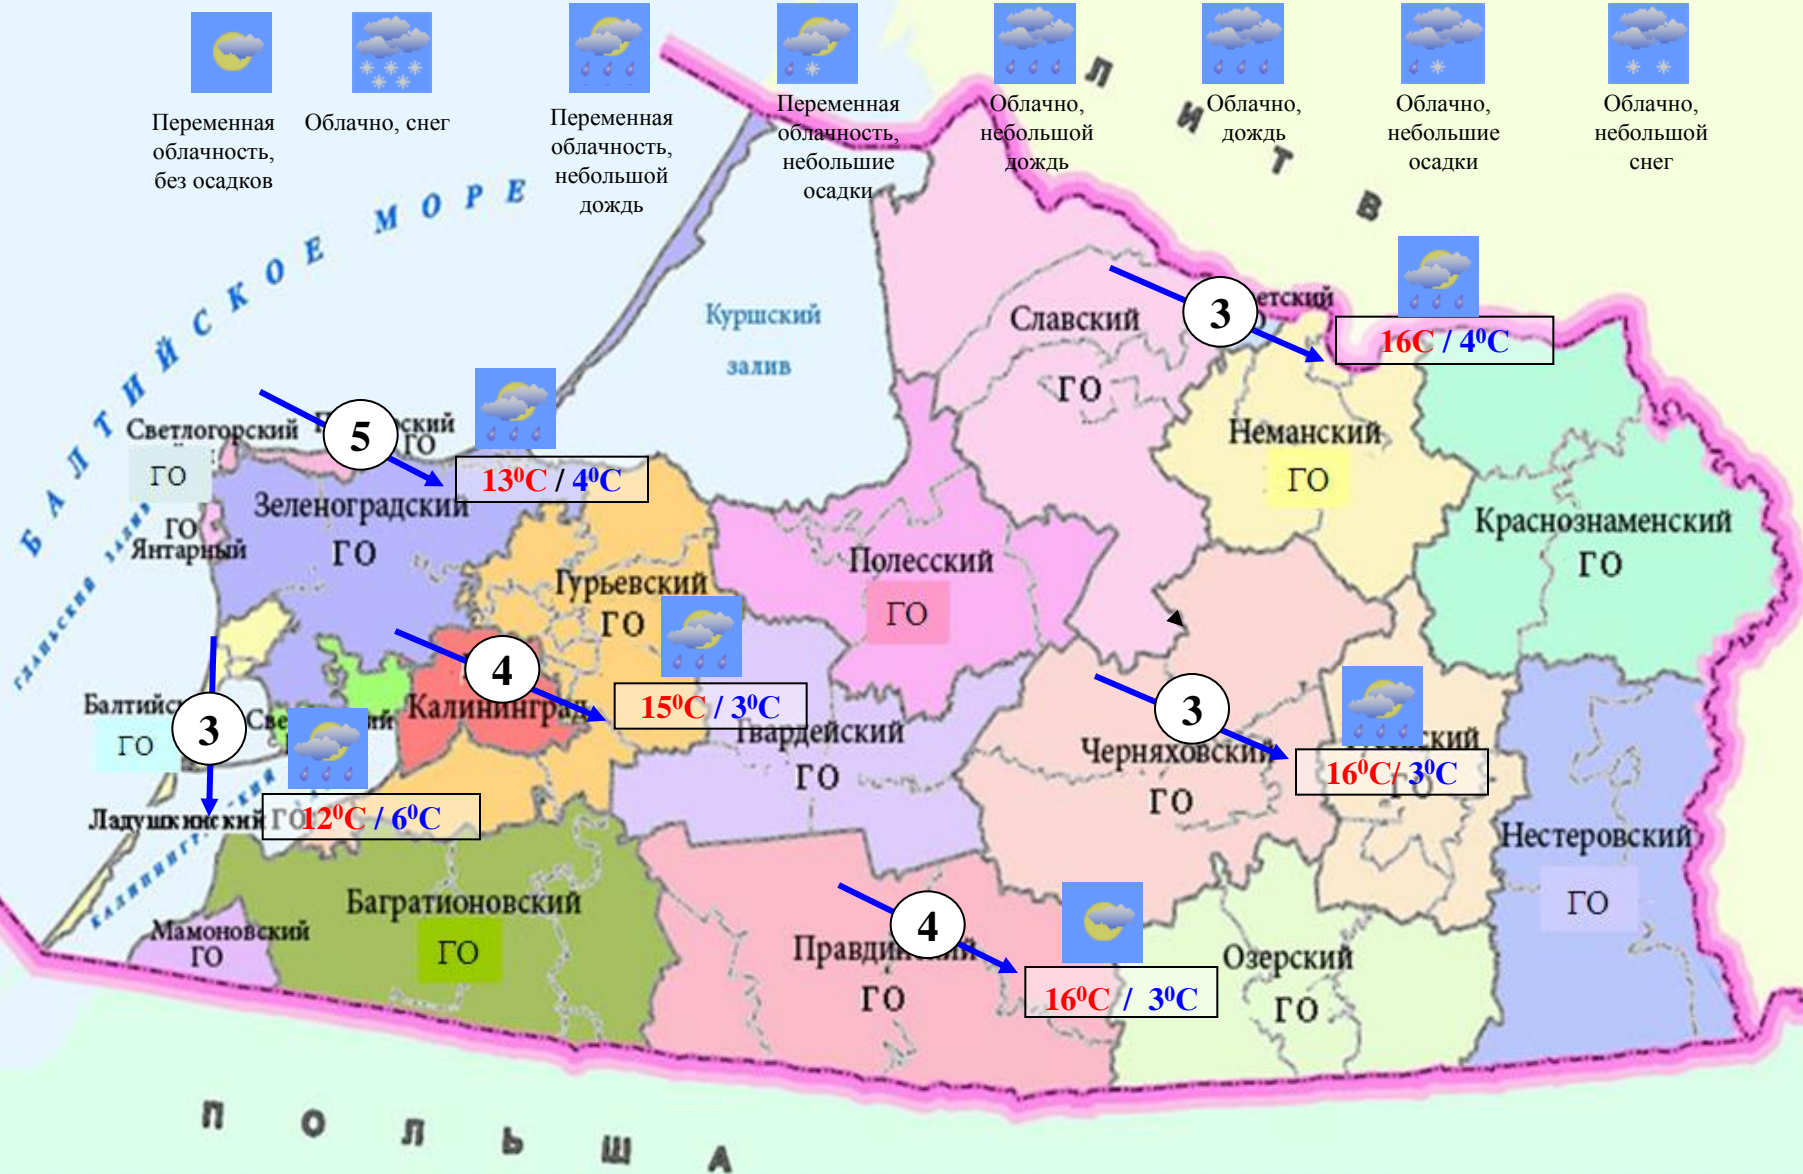 Переменная
облачность,
без осадков
Облачно, снег
Переменная
облачность,
небольшой
дождь
Переменная
облачность,
небольшие
осадки
Облачно,
небольшой
дождь
Облачно,
дождь
Облачно,
небольшие
осадки
Облачно,
небольшой
снег
ЛИТВ
БАЛТИЙСКОЕ МОРЕ
Куршский
залив
Славский
ГО
3
16С / 4⁰С
Неманский
ГО
Краснознаменский
ГО
Светлогорский
ГО
5
ГО
13⁰С / 4⁰С
Зеленоградский
ГО
ГО
Янтарный
Гурьевский
ГО
Полесский
ГО
4
15⁰С / 3⁰С
Калининград
Гвардейский
ГО
3
ГО
12⁰С / 6⁰С
Ладушкинский ГО
Черняховский
ГО
3
16⁰С/ 3⁰С
ГО
Нестеровский
ГО
Багратионовский
ГО
Мамоновский
ГО
Правдинский
ГО
4
16⁰С / 3⁰С
Озерский
ГО
ПОЛЬША